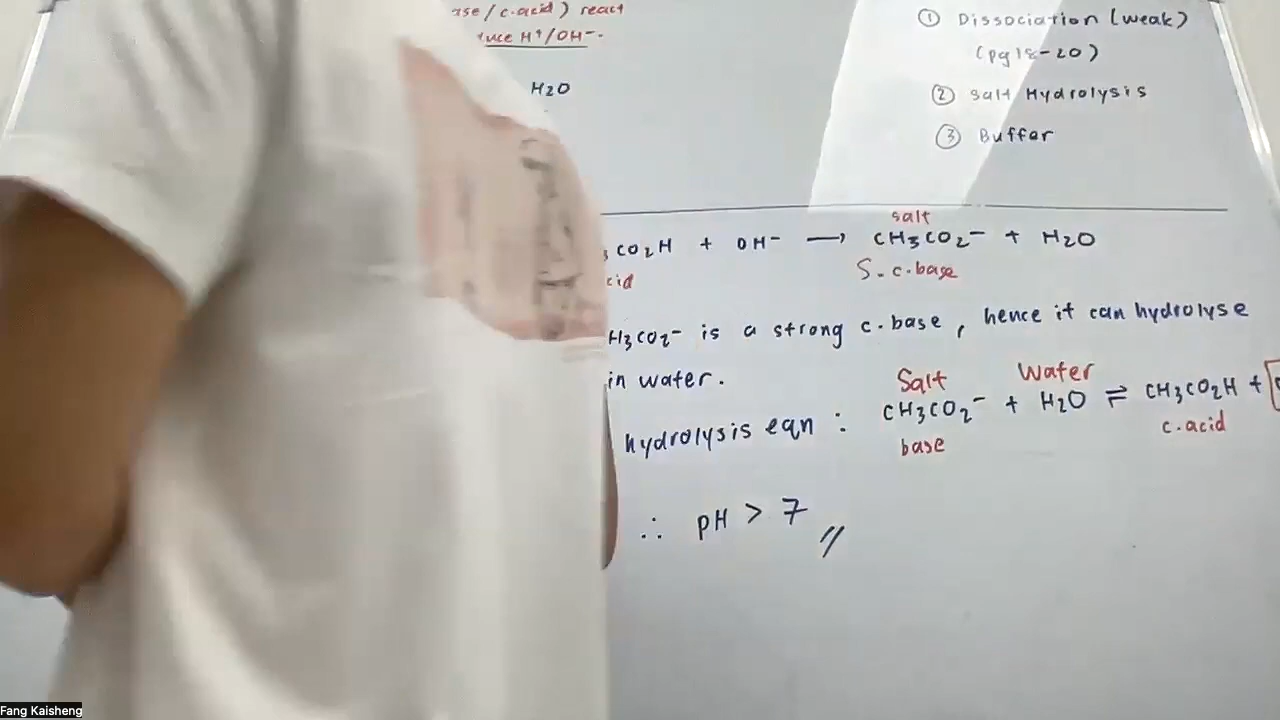 ase / c.acid ) react
uce H⁺/OH⁻.
H₂O
① Dissociation (weak)
(pg 18-20)
② Salt Hydrolysis
③ Buffer
salt
CO₂H + OH⁻ → CH₃CO₂⁻ + H₂O
cid S. c.base
H₃CO₂⁻ is a strong c.base, hence it can hydrolyse
in water.
Salt Water
hydrolysis eqn : CH₃CO₂⁻ + H₂O ⇌ CH₃CO₂H +
base c.acid
∴ pH > 7 //
Fang Kaisheng